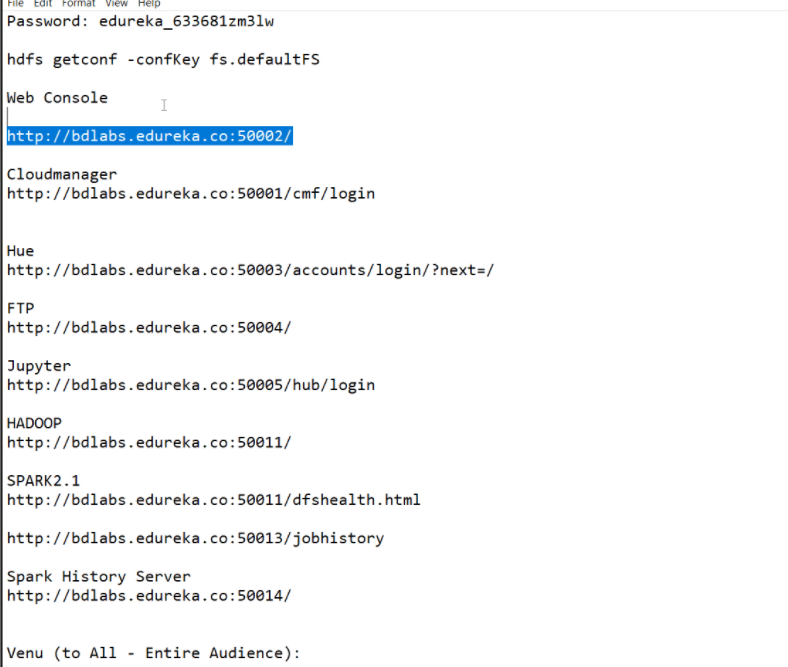 File Edit Format View Help
Password: edureka_633681zm3lw
hdfs getconf -confKey fs.defaultFS
Web Console
http://bdlabs.edureka.co:50002/
Cloudmanager
http://bdlabs.edureka.co:50001/cmf/login
Hue
http://bdlabs.edureka.co:50003/accounts/login/?next=/
FTP
http://bdlabs.edureka.co:50004/
Jupyter
http://bdlabs.edureka.co:50005/hub/login
HADOOP
http://bdlabs.edureka.co:50011/
SPARK2.1
http://bdlabs.edureka.co:50011/dfshealth.html
http://bdlabs.edureka.co:50013/jobhistory
Spark History Server
http://bdlabs.edureka.co:50014/
Venu (to All - Entire Audience):